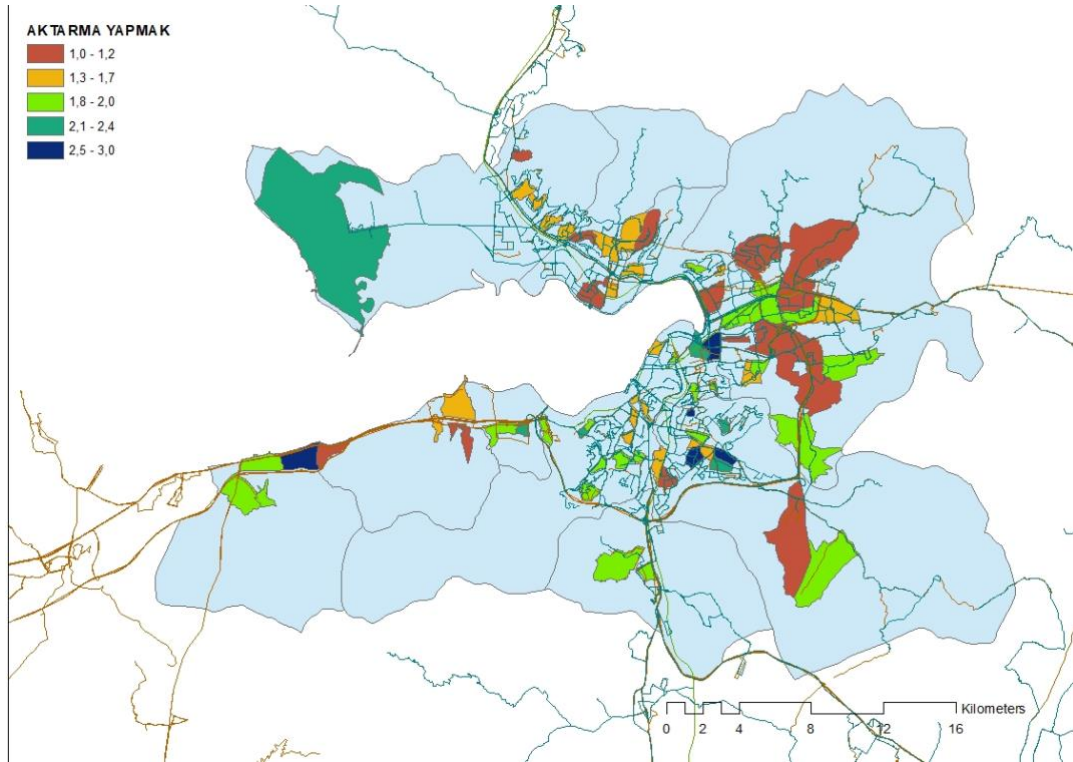 AKTARMA YAPMAK
1,0 - 1,2
1,3 - 1,7
1,8 - 2,0
2,1 - 2,4
2,5 - 3,0
Kilometers
0 2 4 8 12 16